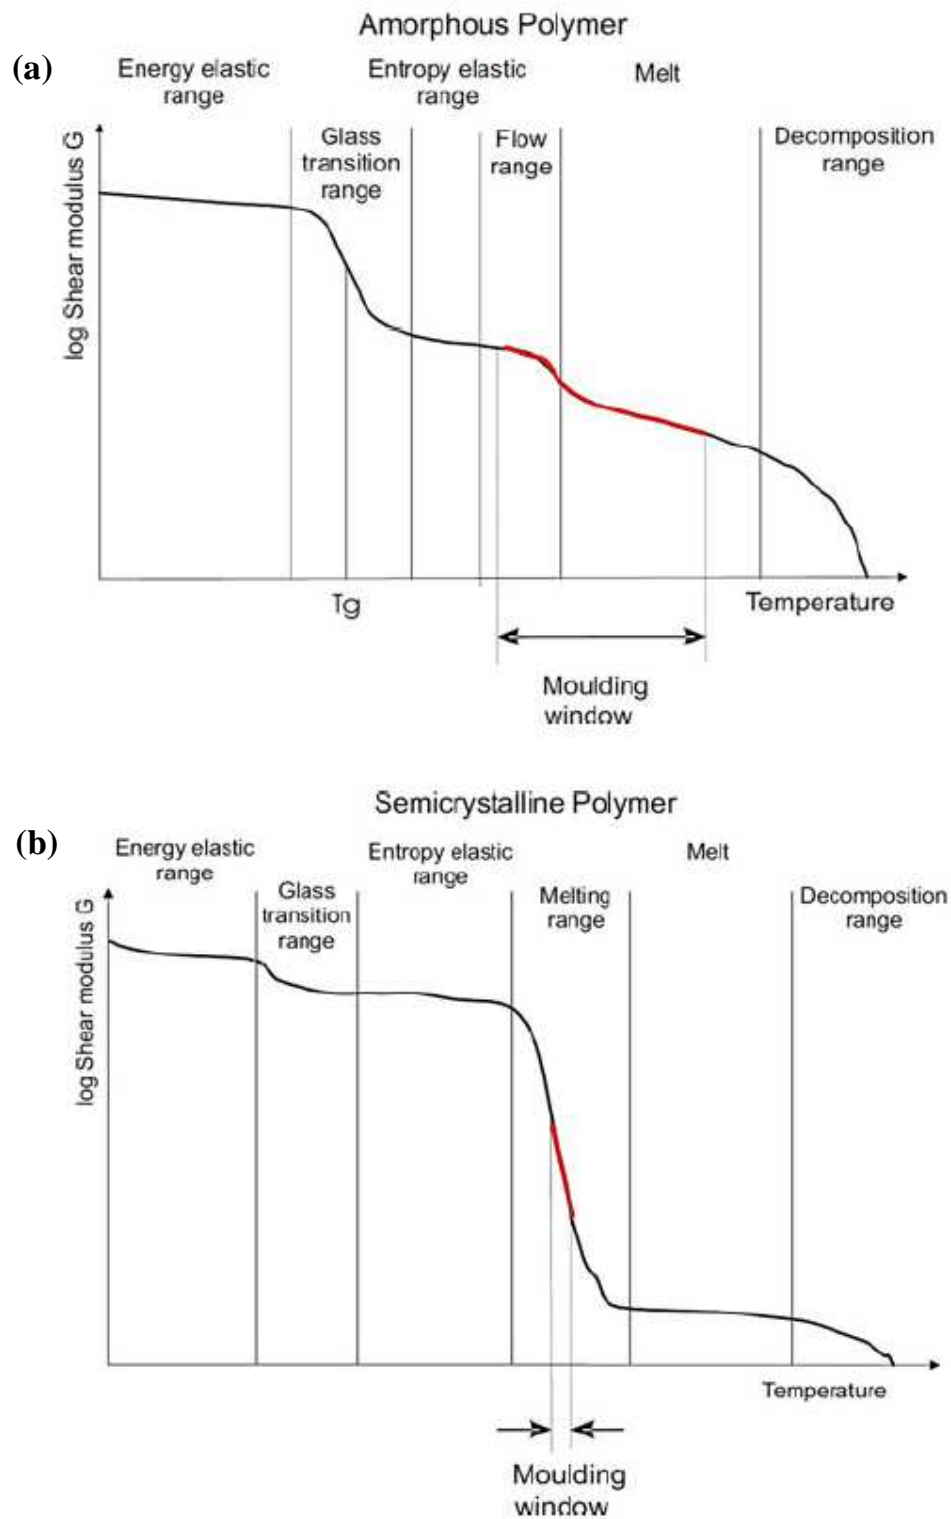 Amorphous Polymer
(a)
Energy elastic
range
Entropy elastic
range
Melt
Glass
transition
range
Flow
range
Decomposition
range
log Shear modulus G
Tg
Temperature
Moulding
window
Semicrystalline Polymer
(b)
Energy elastic
range
Entropy elastic
range
Melt
Glass
transition
range
Melting
range
Decomposition
range
log Shear modulus G
Temperature
Moulding
window